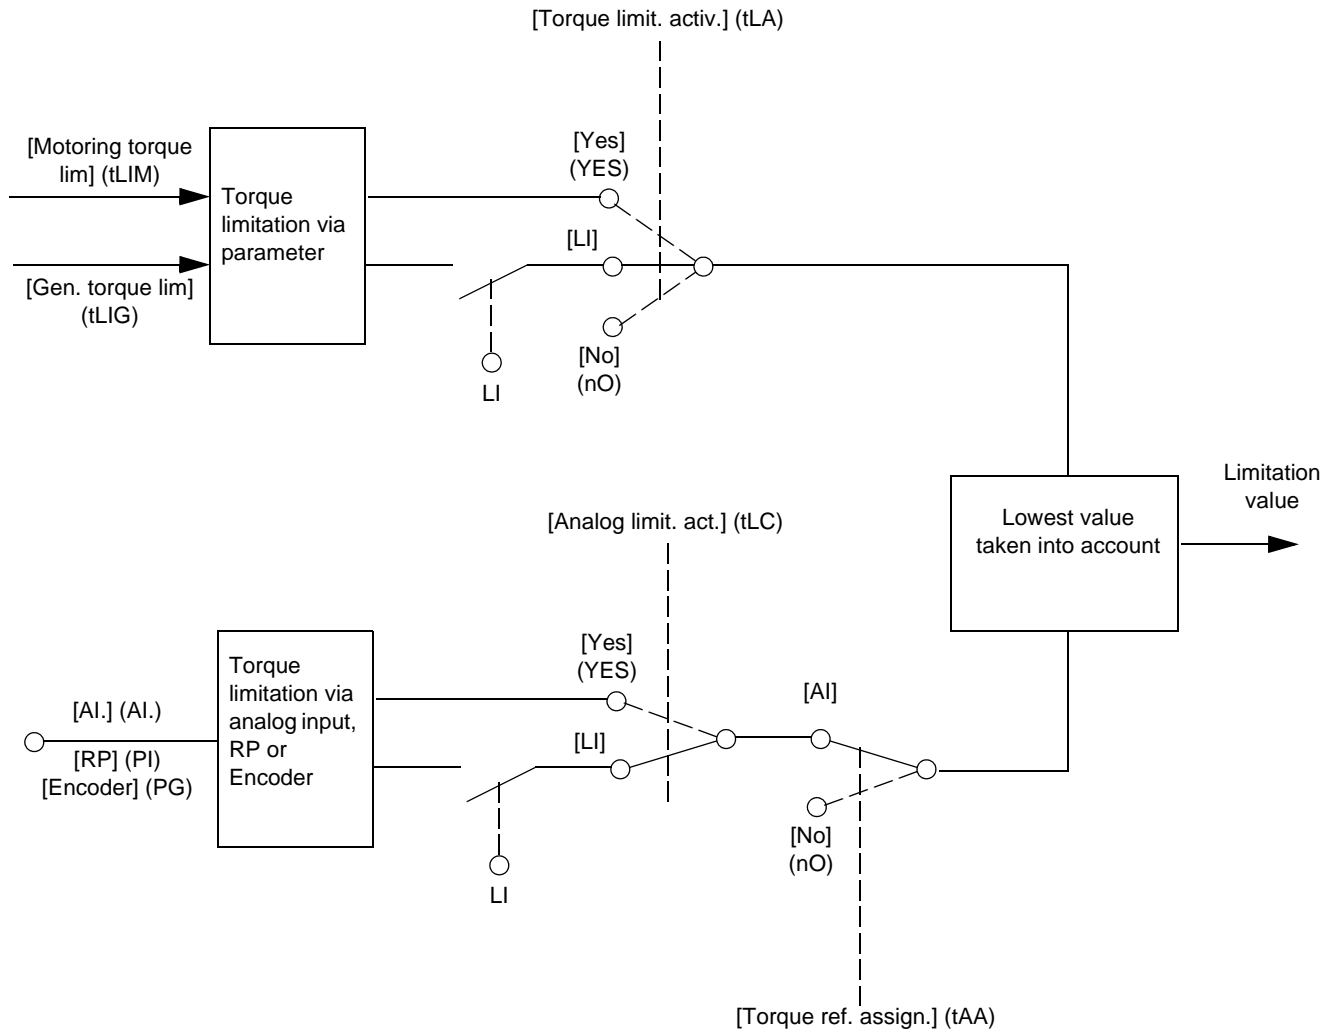 [Torque limit. activ.] (tLA)
[Motoring torque
lim] (tLIM)
[Gen. torque lim]
(tLIG)
Torque
limitation via
parameter
[Yes]
(YES)
[LI]
[No]
(nO)
LI
Lowest value
taken into account
Limitation
value
[Analog limit. act.] (tLC)
[AI.] (AI.)
[RP] (PI)
[Encoder] (PG)
Torque
limitation via
analog input,
RP or
Encoder
[Yes]
(YES)
[LI]
LI
[AI]
[No]
(nO)
[Torque ref. assign.] (tAA)